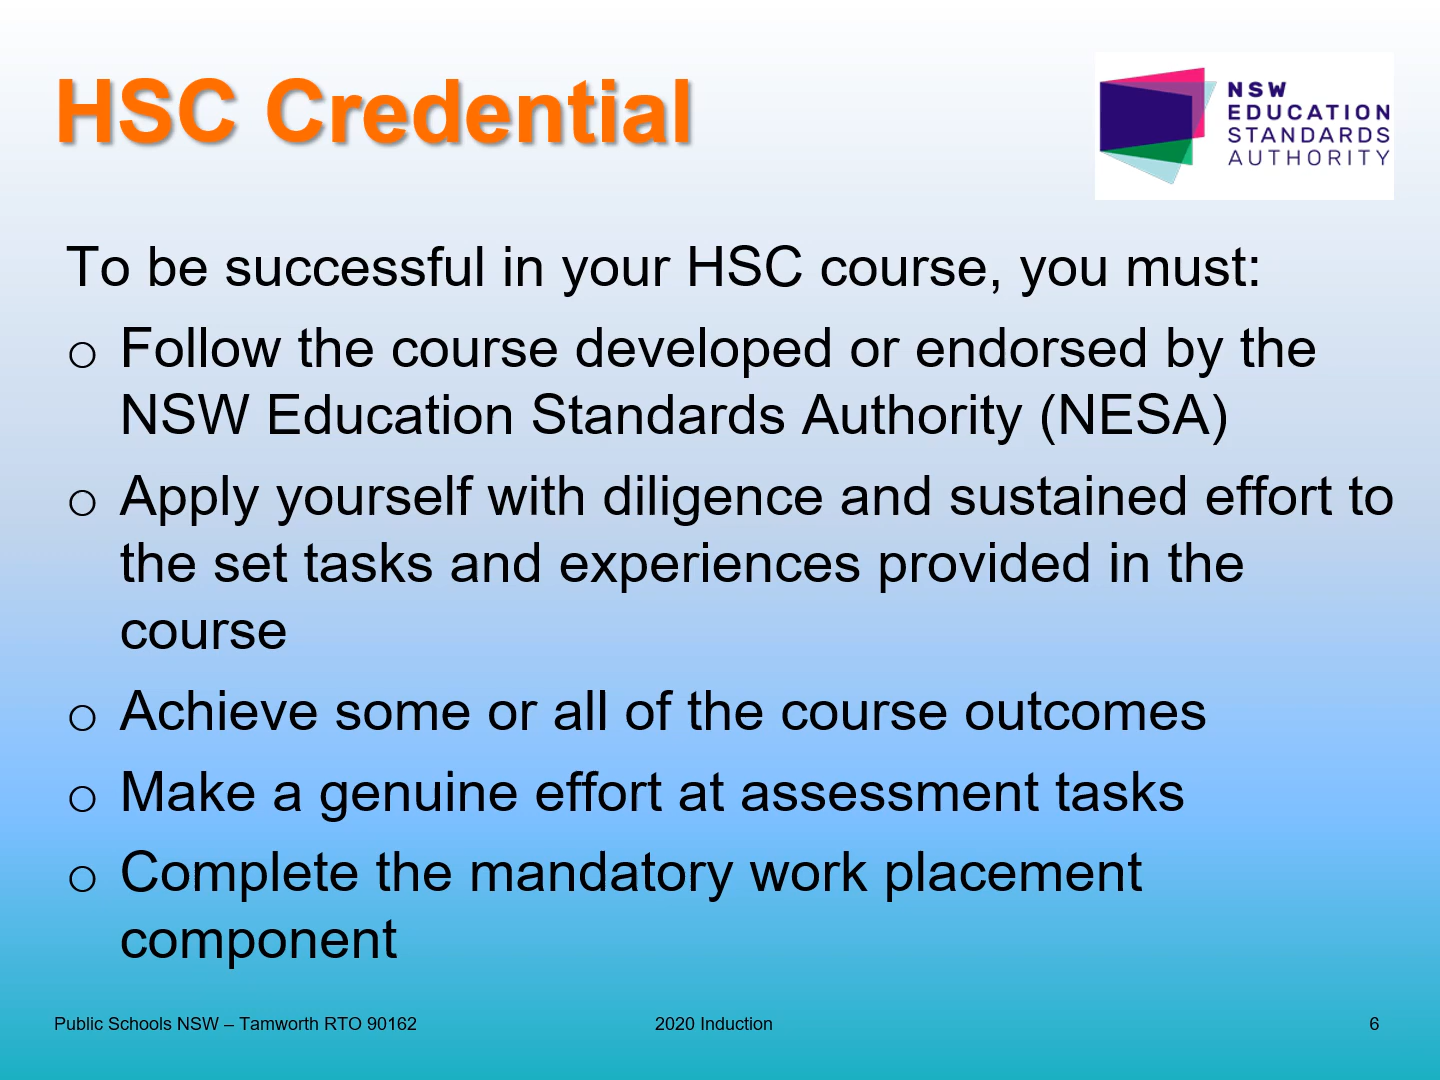 HSC Credential
NSW
EDUCATION
STANDARDS
AUTHORITY
To be successful in your HSC course, you must:
o Follow the course developed or endorsed by the
NSW Education Standards Authority (NESA)
o Apply yourself with diligence and sustained effort to
the set tasks and experiences provided in the
course
o Achieve some or all of the course outcomes
o Make a genuine effort at assessment tasks
o Complete the mandatory work placement
component
Public Schools NSW – Tamworth RTO 90162
2020 Induction
6